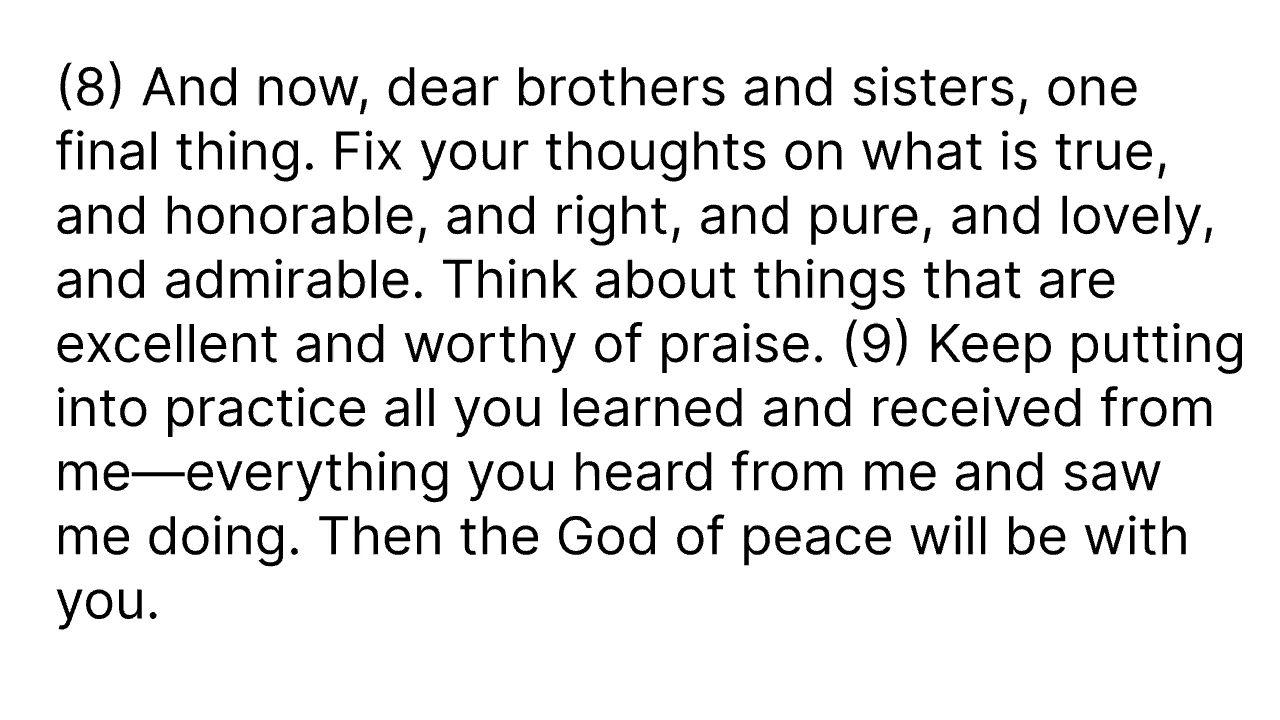 (8) And now, dear brothers and sisters, one
final thing. Fix your thoughts on what is true,
and honorable, and right, and pure, and lovely,
and admirable. Think about things that are
excellent and worthy of praise. (9) Keep putting
into practice all you learned and received from
me—everything you heard from me and saw
me doing. Then the God of peace will be with
you.